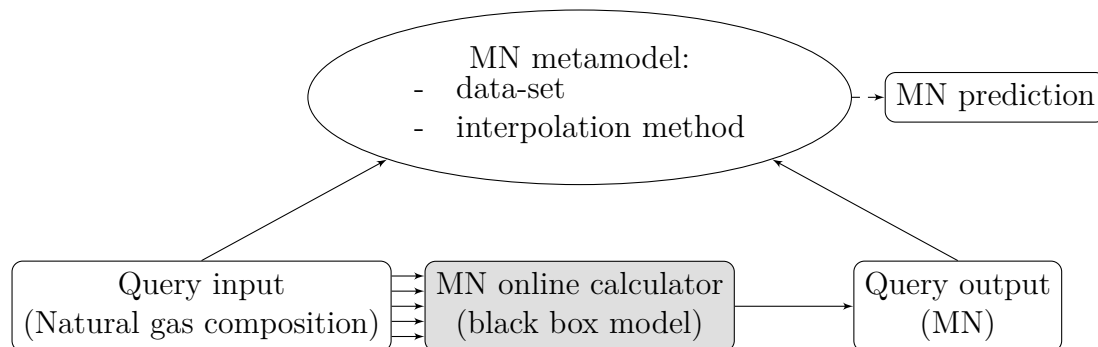 MN metamodel:
- data-set
- interpolation method
MN prediction
Query input
(Natural gas composition)
MN online calculator
(black box model)
Query output
(MN)